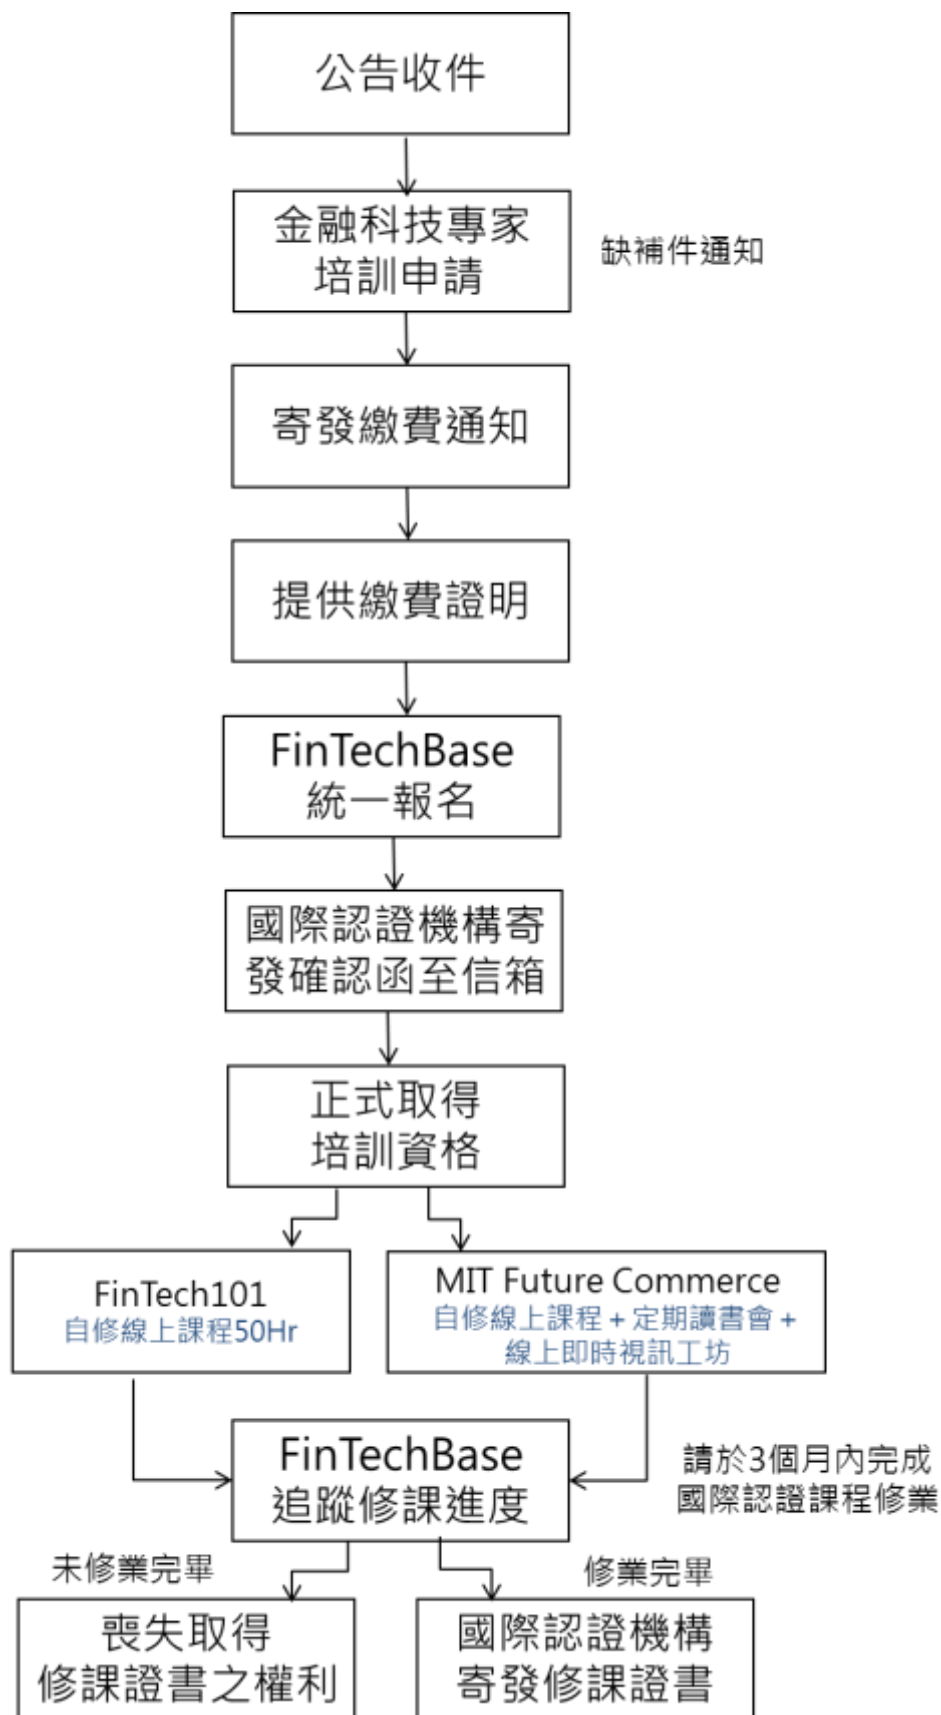 公告收件
金融科技專家
培訓申請
缺補件通知
寄發繳費通知
提供繳費證明
FinTechBase
統一報名
國際認證機構寄
發確認函至信箱
正式取得
培訓資格
FinTech101
自修線上課程50Hr
MIT Future Commerce
自修線上課程 + 定期讀書會 +
線上即時視訊工坊
FinTechBase
追蹤修課進度
請於3個月內完成
國際認證課程修業
未修業完畢
修業完畢
喪失取得
修課證書之權利
國際認證機構
寄發修課證書